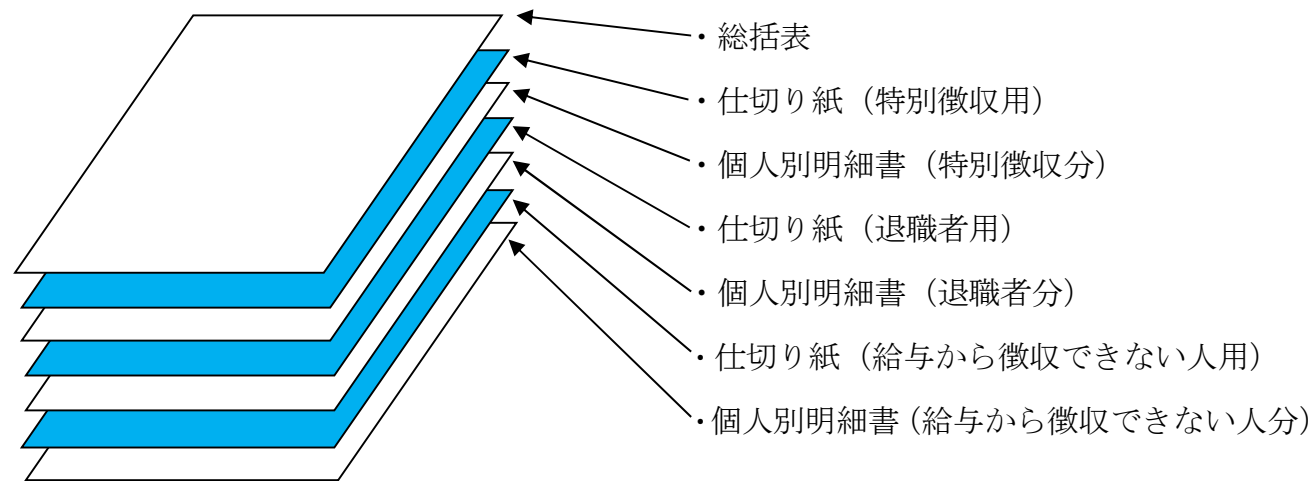 ・総括表
・仕切り紙（特別徴収用）
・個人別明細書（特別徴収分）
・仕切り紙（退職者用）
・個人別明細書（退職者分）
・仕切り紙（給与から徴収できない人用）
・個人別明細書（給与から徴収できない人分）